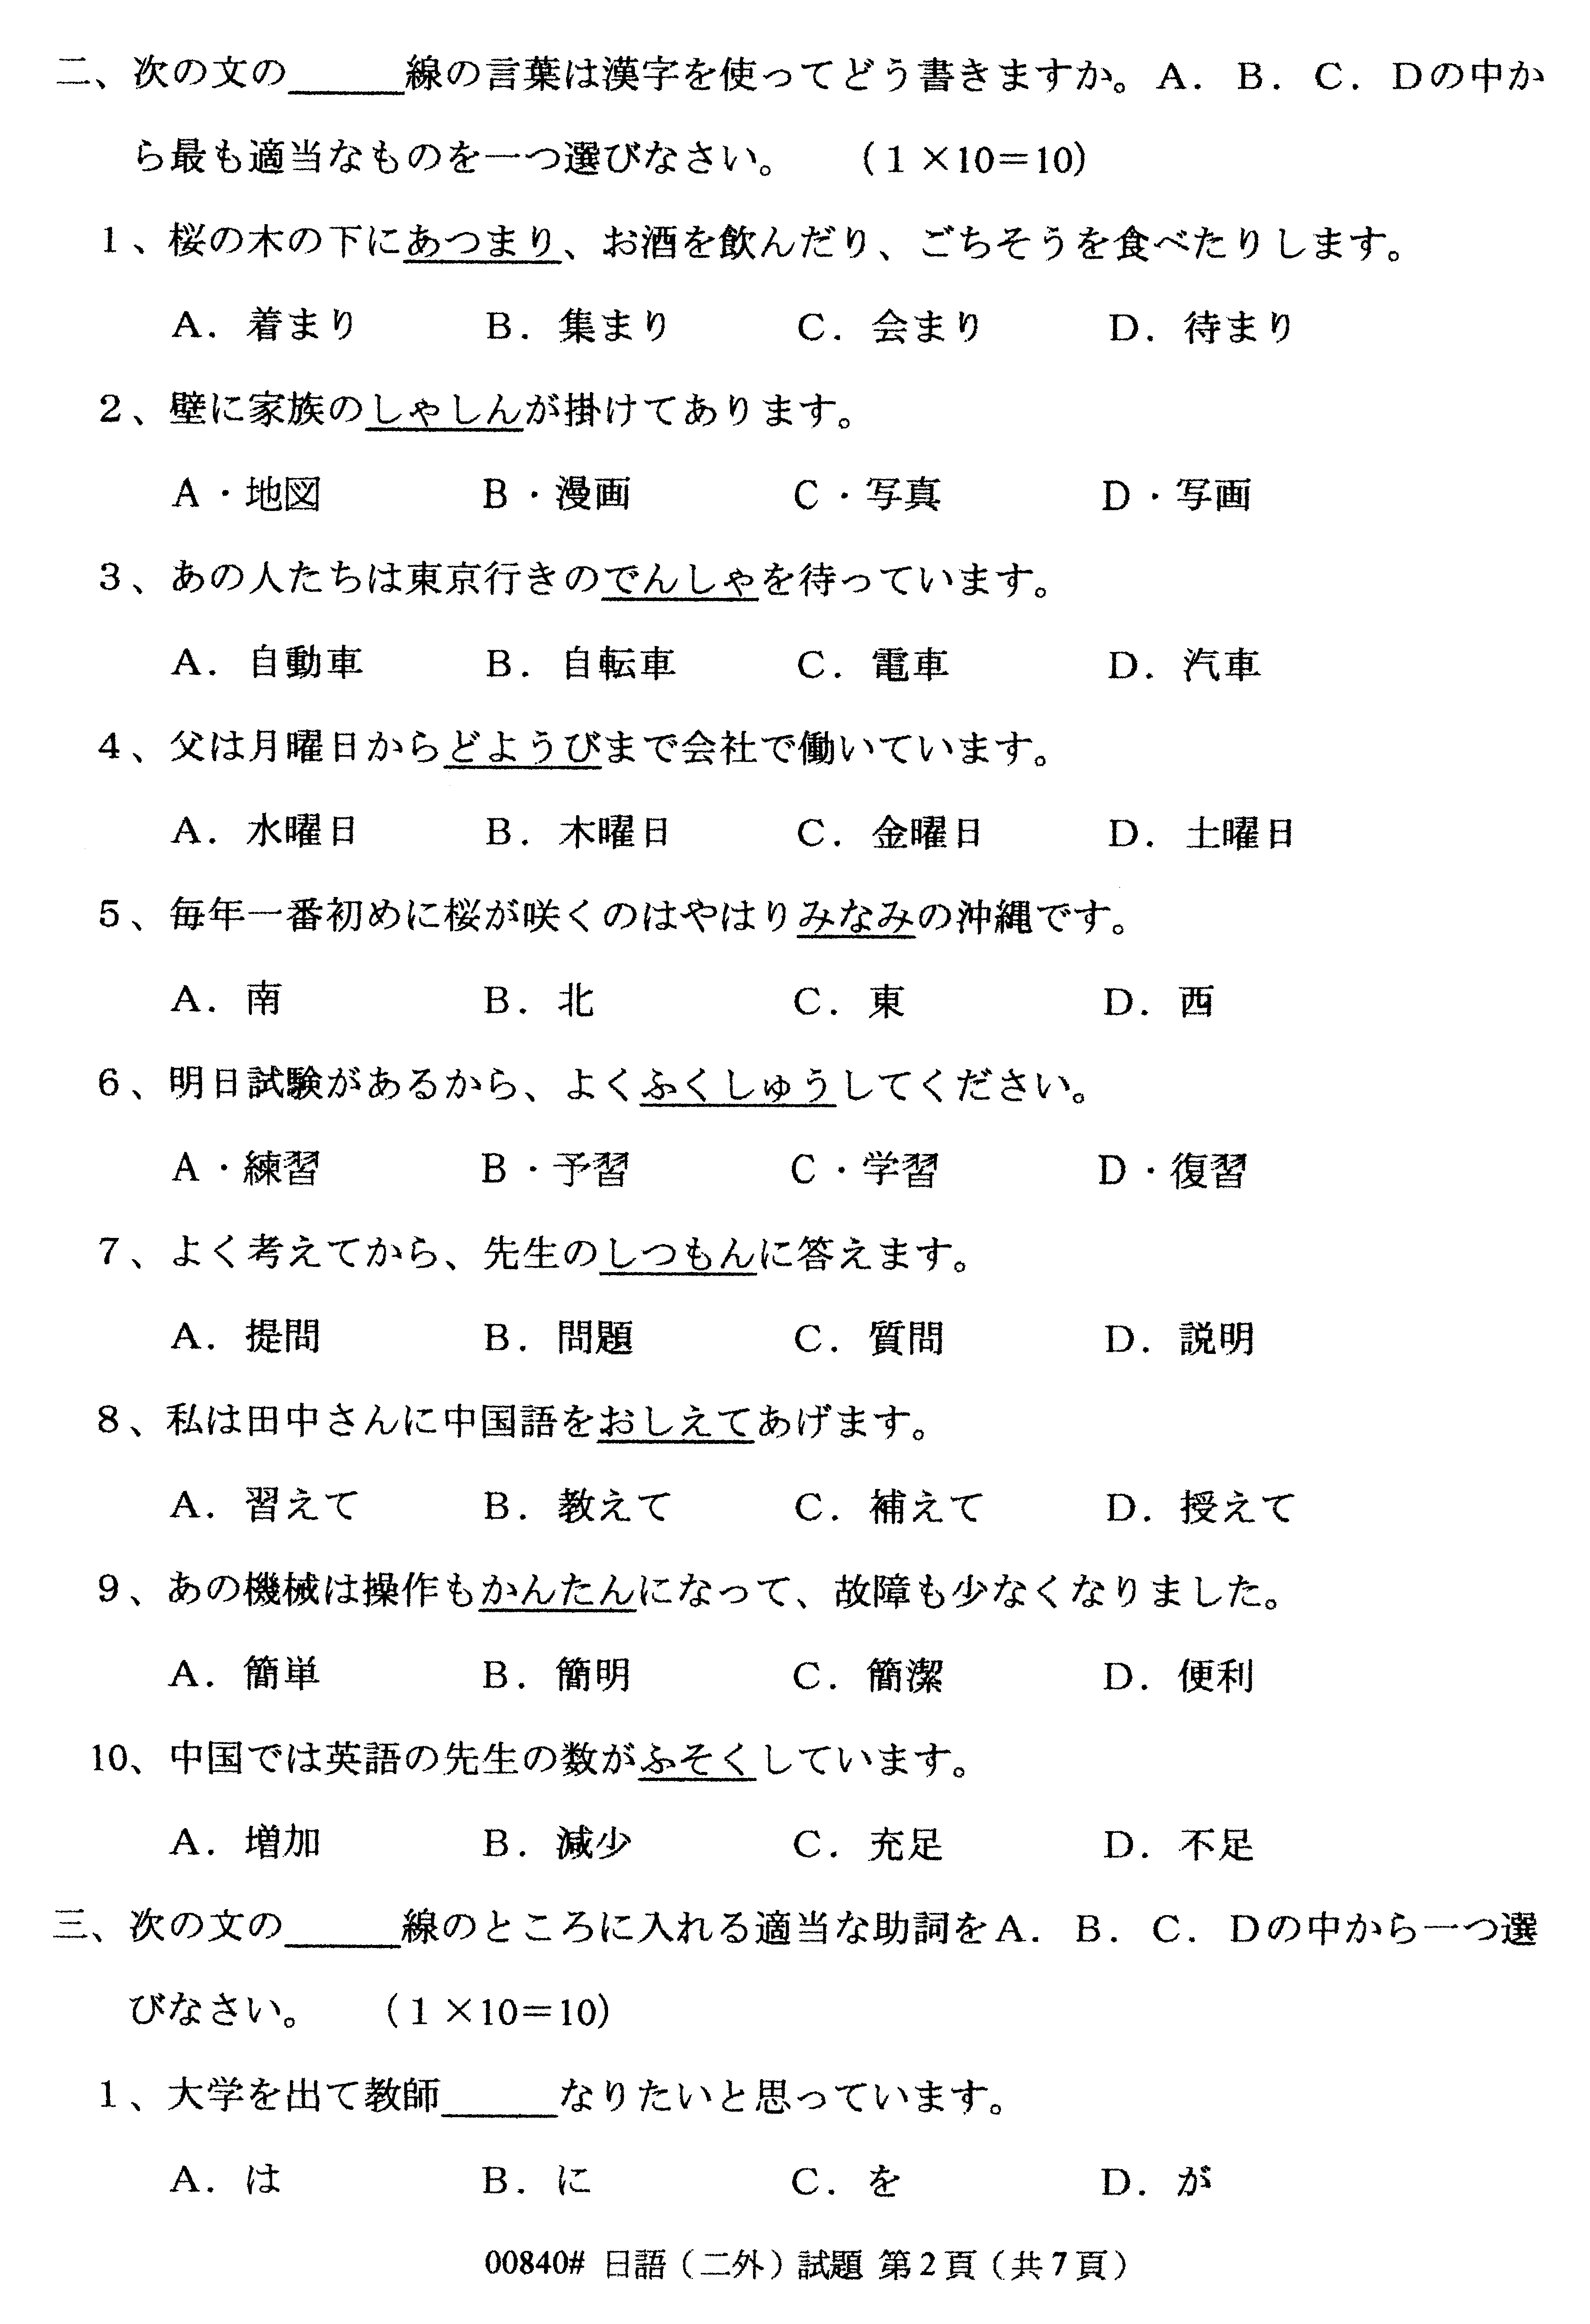 二、次の文の______線の言葉は漢字を使ってどう書きますか。A．B．C．Dの中か
ら最も適当なものを一つ選びなさい。　（1×10＝10）
1、桜の木の下にあつまり、お酒を飲んだり、ごちそうを食べたりします。
A．着まり　B．集まり　C．会まり　D．待まり
2、壁に家族のしゃしんが掛けてあります。
A・地図　B・漫画　C・写真　D・写画
3、あの人たちは東京行きのでんしゃを待っています。
A．自動車　B．自転車　C．電車　D．汽車
4、父は月曜日からどようびまで会社で働いています。
A．水曜日　B．木曜日　C．金曜日　D．土曜日
5、毎年一番初めに桜が咲くのはやはりみなみの沖縄です。
A．南　B．北　C．東　D．西
6、明日試験があるから、よくふくしゅうしてください。
A・練習　B・予習　C・学習　D・復習
7、よく考えてから、先生のしつもんに答えます。
A．提問　B．問題　C．質問　D．説明
8、私は田中さんに中国語をおしえてあげます。
A．習えて　B．教えて　C．補えて　D．授えて
9、あの機械は操作もかんたんになって、故障も少なくなりました。
A．簡単　B．簡明　C．簡潔　D．便利
10、中国では英語の先生の数がふそくしています。
A．増加　B．減少　C．充足　D．不足
三、次の文の______線のところに入れる適当な助詞をA．B．C．Dの中から一つ選
びなさい。　（1×10＝10）
1、大学を出て教師______なりたいと思っています。
A．は　B．に　C．を　D．が
00840# 日語（二外）試題 第2頁（共7頁）